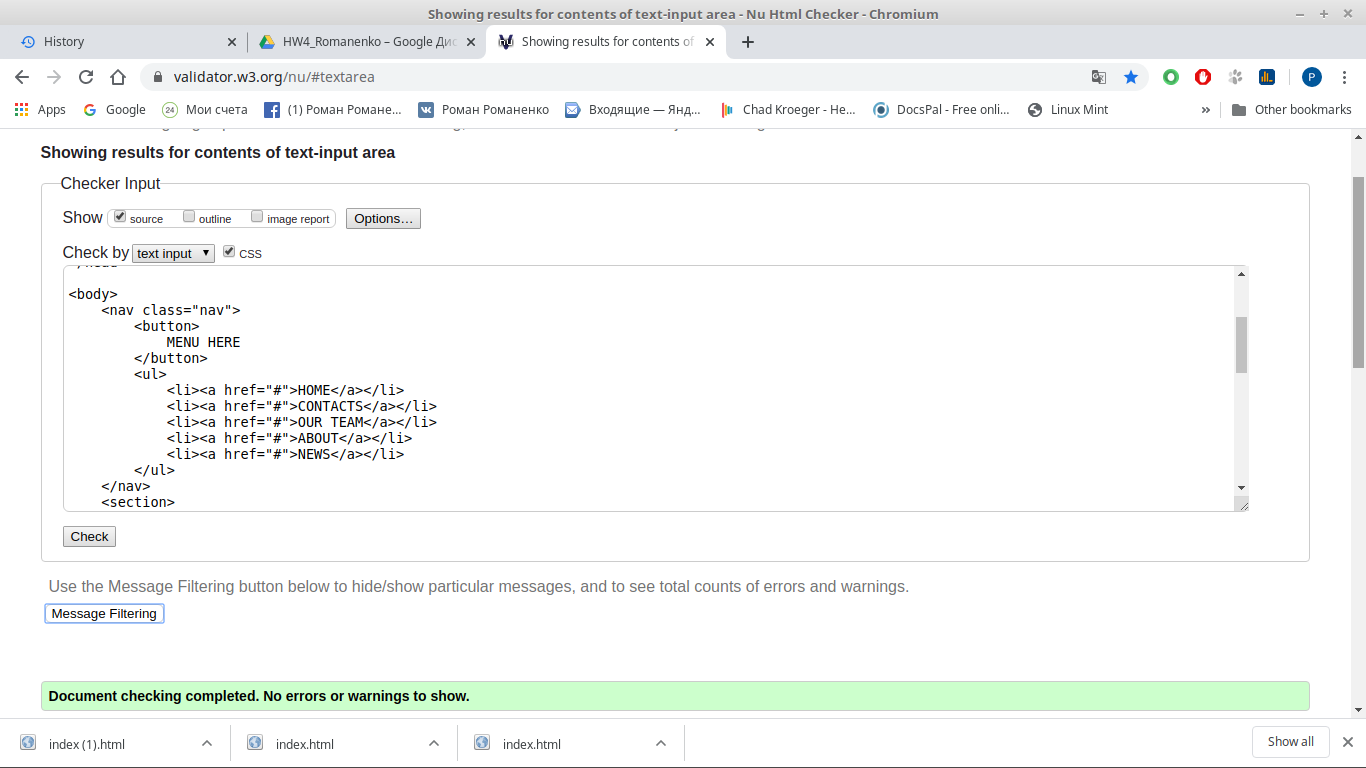 Showing results for contents of text-input area - Nu Html Checker - Chromium
History
HW4_Romanenko – Google Дис
Showing results for contents of
validator.w3.org/nu/#textarea
P
Apps
Google
24 Мои счета
(1) Роман Романе...
Роман Романенко
Входящие — Янд...
Chad Kroeger - He...
DocsPal - Free onli...
Linux Mint
»
Other bookmarks
Showing results for contents of text-input area
Checker Input
Show source outline image report Options...
Check by text input CSS
<body>
<nav class="nav">
<button>
MENU HERE
</button>
<ul>
<li><a href="#">HOME</a></li>
<li><a href="#">CONTACTS</a></li>
<li><a href="#">OUR TEAM</a></li>
<li><a href="#">ABOUT</a></li>
<li><a href="#">NEWS</a></li>
</ul>
</nav>
<section>
Check
Use the Message Filtering button below to hide/show particular messages, and to see total counts of errors and warnings.
Message Filtering
Document checking completed. No errors or warnings to show.
index (1).html
index.html
index.html
Show all